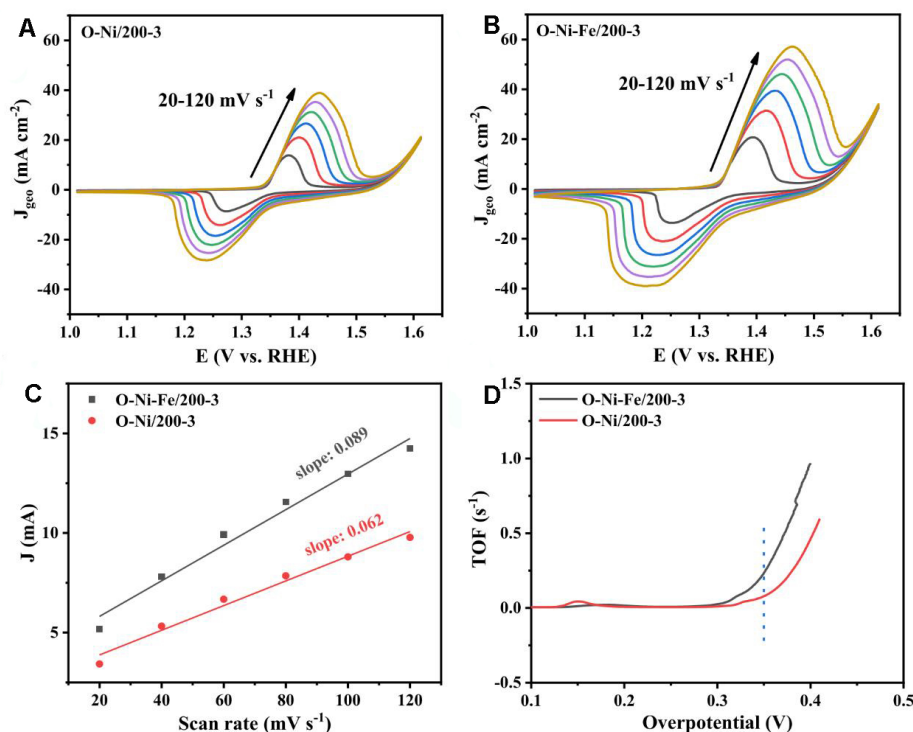 A
O-Ni/200-3
20-120 mV s⁻¹
60
40
20
0
-20
-40
J_geo (mA cm⁻²)
1.0 1.1 1.2 1.3 1.4 1.5 1.6
E (V vs. RHE)
B
O-Ni-Fe/200-3
20-120 mV s⁻¹
60
40
20
0
-20
-40
J_geo (mA cm⁻²)
1.0 1.1 1.2 1.3 1.4 1.5 1.6
E (V vs. RHE)
C
O-Ni-Fe/200-3
O-Ni/200-3
slope: 0.089
slope: 0.062
15
10
5
J (mA)
20 40 60 80 100 120
Scan rate (mV s⁻¹)
D
O-Ni-Fe/200-3
O-Ni/200-3
1.5
1.0
0.5
0.0
-0.5
TOF (s⁻¹)
0.1 0.2 0.3 0.4 0.5
Overpotential (V)